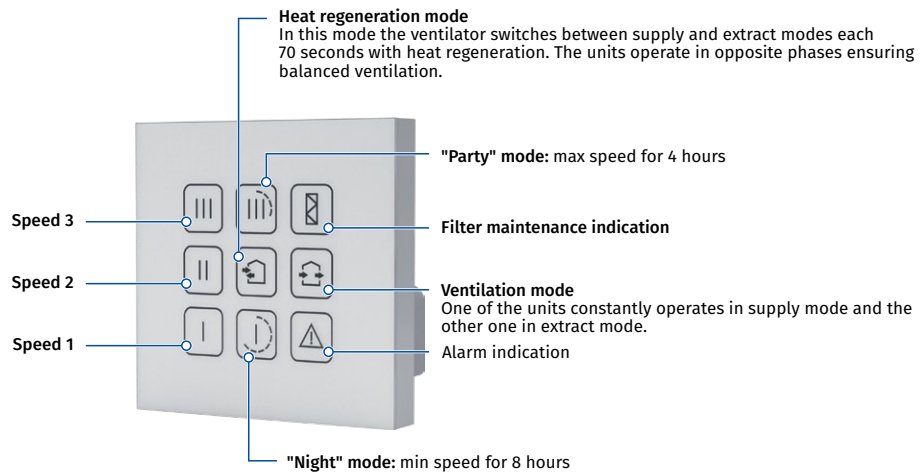 Heat regeneration mode
In this mode the ventilator switches between supply and extract modes each
70 seconds with heat regeneration. The units operate in opposite phases ensuring
balanced ventilation.
"Party" mode: max speed for 4 hours
Speed 3
Filter maintenance indication
Speed 2
Ventilation mode
One of the units constantly operates in supply mode and the
other one in extract mode.
Speed 1
Alarm indication
"Night" mode: min speed for 8 hours